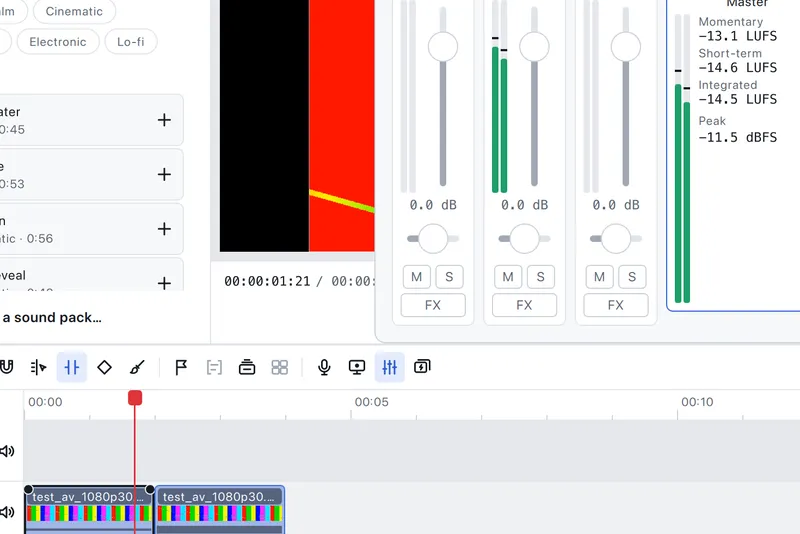 Cinematic
Electronic
Lo-fi
0:45
0:53
tic · 0:56
a sound pack...
00:00:01:21 / 00:00:
0.0 dB
M S
FX
0.0 dB
M S
FX
0.0 dB
M S
FX
Master
Momentary
−13.1 LUFS
Short-term
−14.6 LUFS
Integrated
−14.5 LUFS
Peak
−11.5 dBFS
00:00
00:05
00:10
test_av_1080p30...
test_av_1080p30....